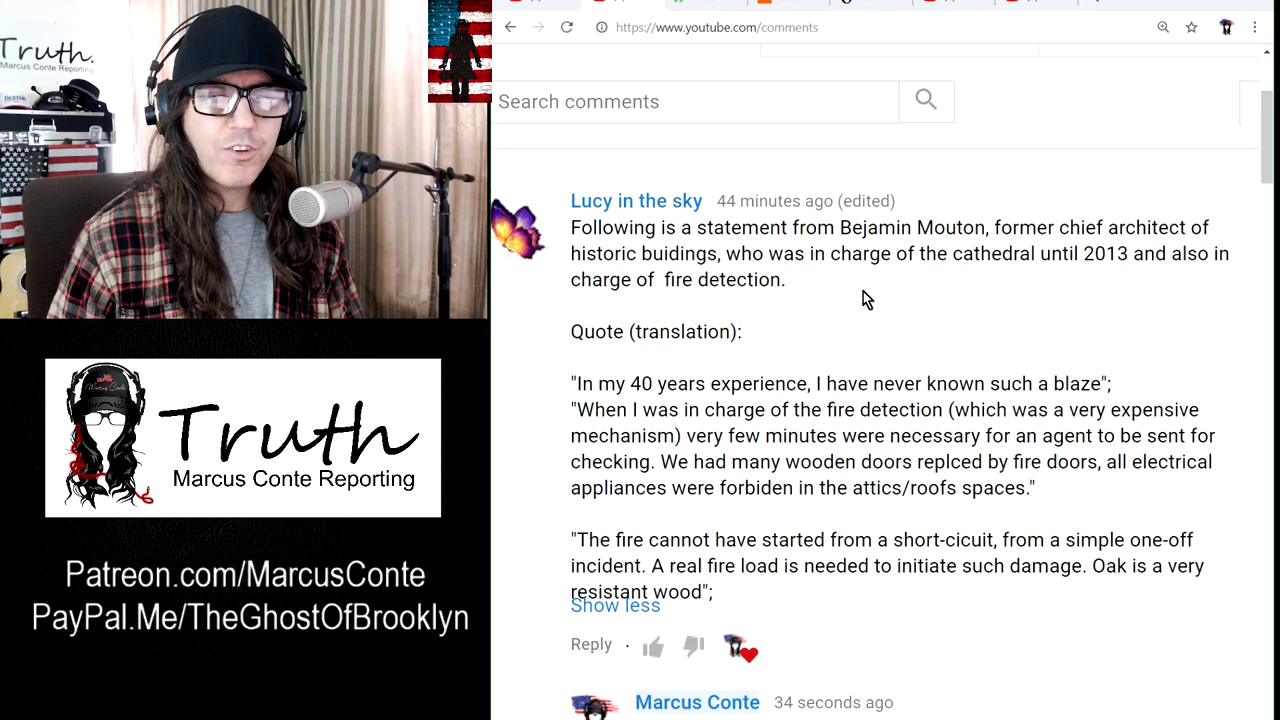 Truth.
Marcus Conte Reporting
Truth
Marcus Conte Reporting
Patreon.com/MarcusConte
PayPal.Me/TheGhostOfBrooklyn
https://www.youtube.com/comments
Search comments
Lucy in the sky 44 minutes ago (edited)
Following is a statement from Bejamin Mouton, former chief architect of
historic buidings, who was in charge of the cathedral until 2013 and also in
charge of fire detection.
Quote (translation):
"In my 40 years experience, I have never known such a blaze";
"When I was in charge of the fire detection (which was a very expensive
mechanism) very few minutes were necessary for an agent to be sent for
checking. We had many wooden doors replced by fire doors, all electrical
appliances were forbiden in the attics/roofs spaces."
"The fire cannot have started from a short-cicuit, from a simple one-off
incident. A real fire load is needed to initiate such damage. Oak is a very
resistant wood";
Show less
Reply
Marcus Conte 34 seconds ago